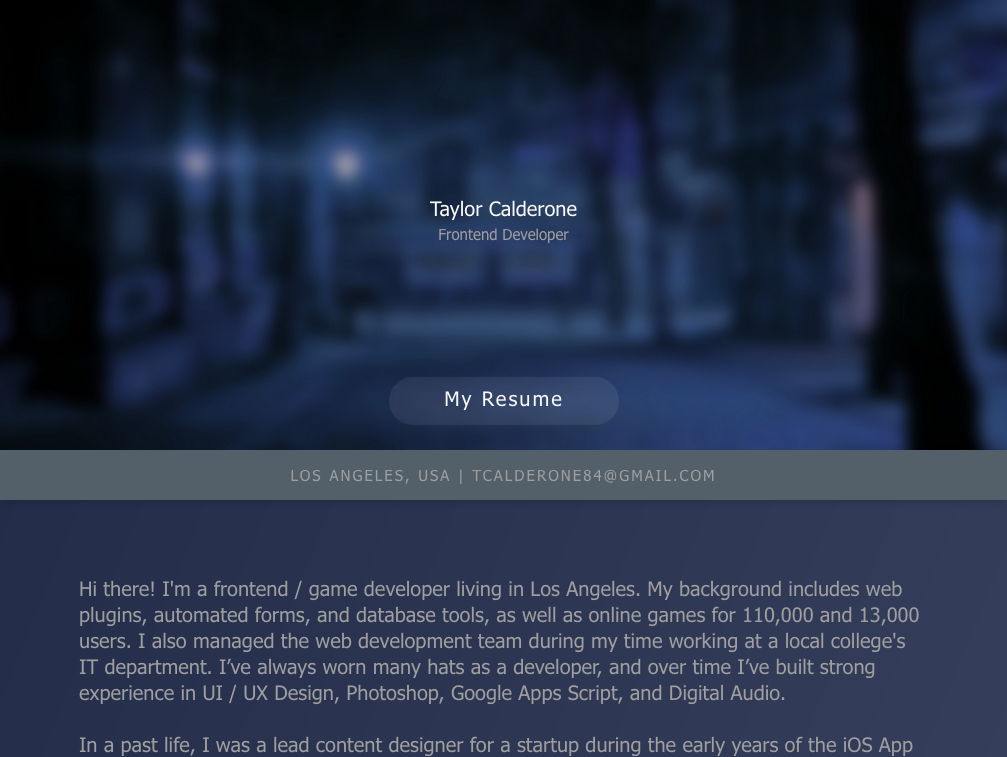 Taylor Calderone
Frontend Developer
My Resume
LOS ANGELES, USA | TCALDERONE84@GMAIL.COM
Hi there! I'm a frontend / game developer living in Los Angeles. My background includes web
plugins, automated forms, and database tools, as well as online games for 110,000 and 13,000
users. I also managed the web development team during my time working at a local college's
IT department. I’ve always worn many hats as a developer, and over time I’ve built strong
experience in UI / UX Design, Photoshop, Google Apps Script, and Digital Audio.
In a past life, I was a lead content designer for a startup during the early years of the iOS App